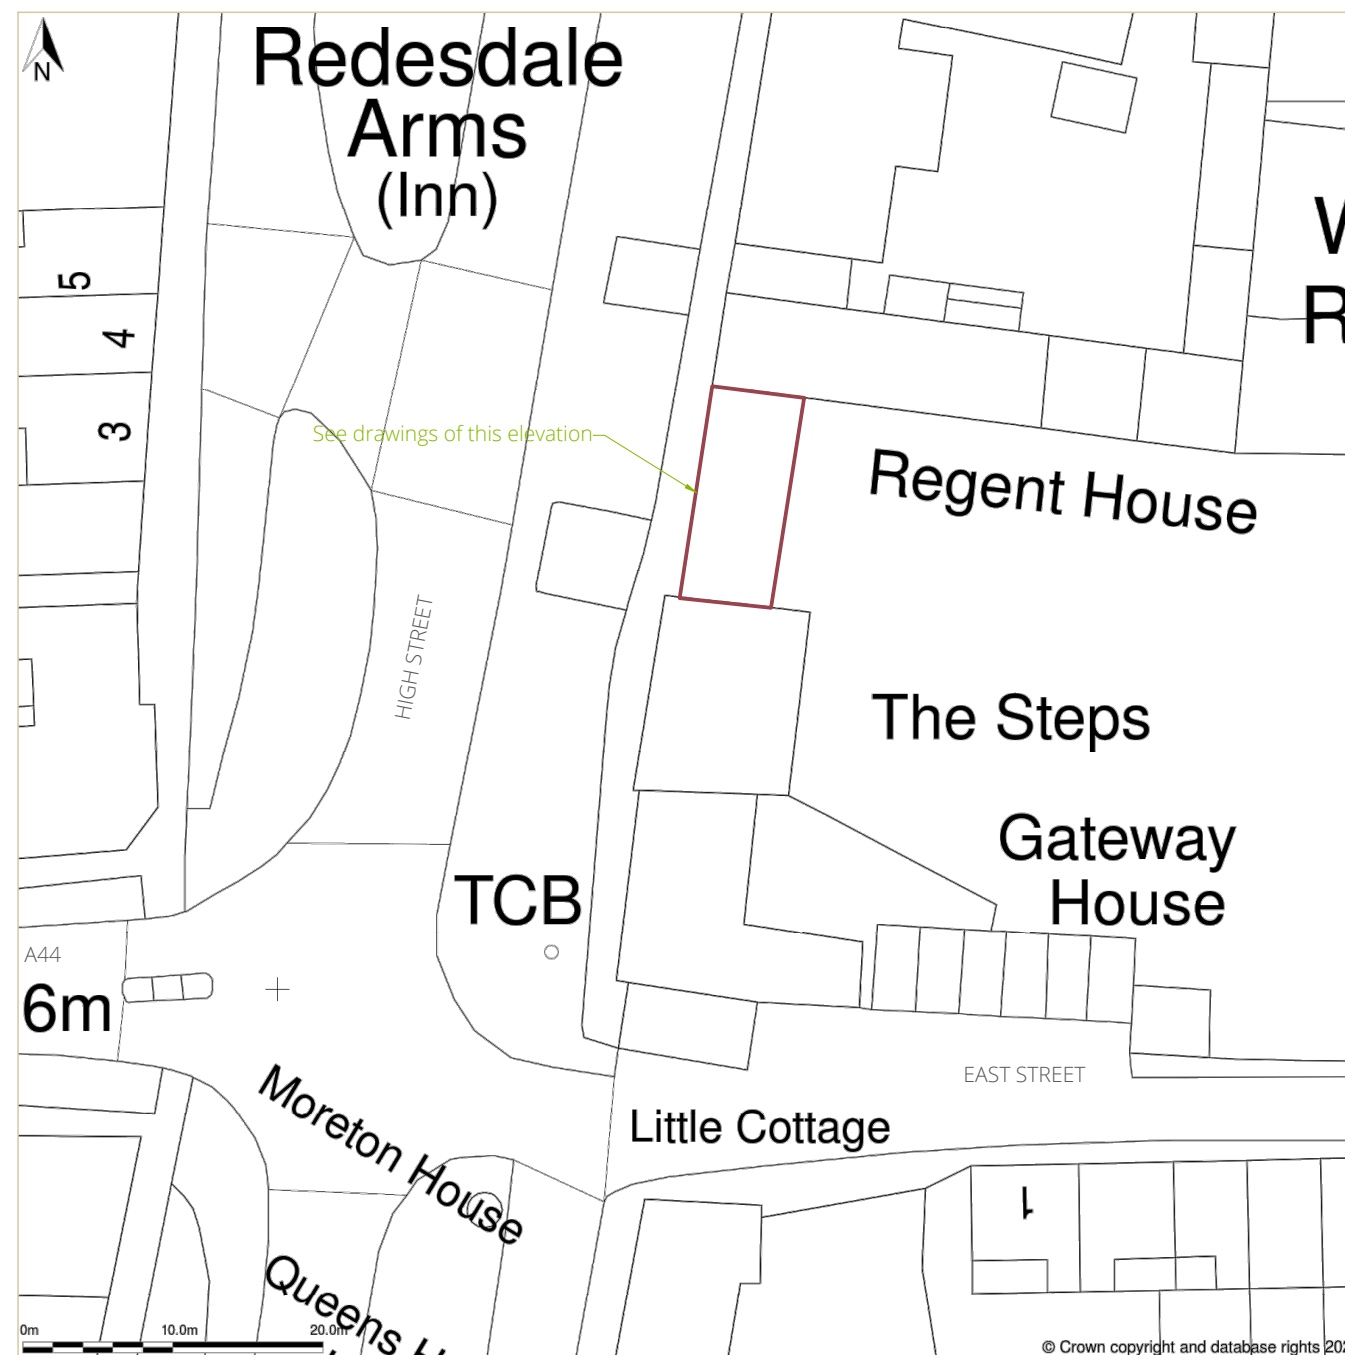 Redesdale
Arms
(Inn)
N
5
4
3
See drawings of this elevation
Regent House
HIGH STREET
The Steps
Gateway
House
TCB
A44
6m
EAST STREET
Moreton House
Little Cottage
1
Queens
0m 10.0m 20.0m
© Crown copyright and database rights